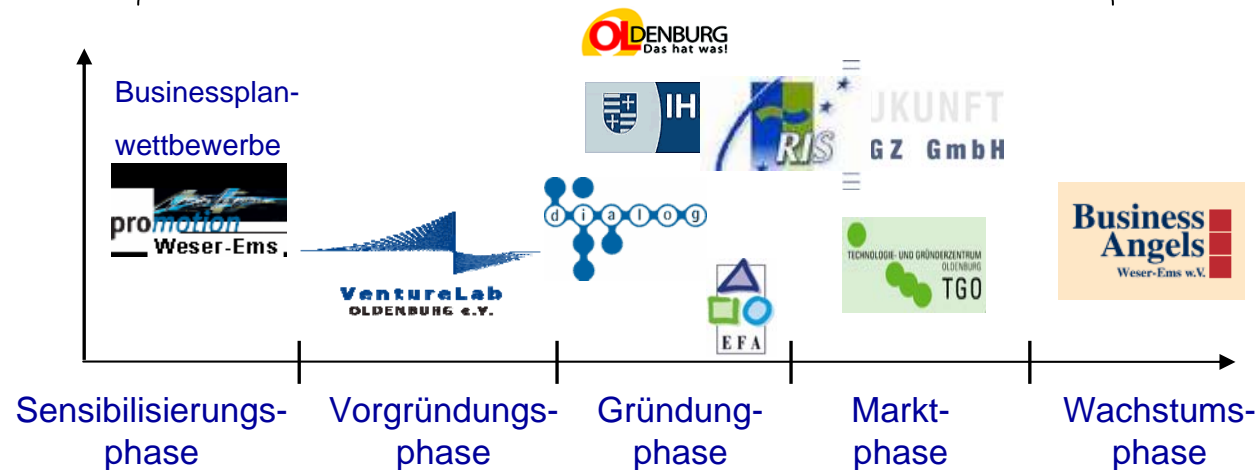 OLDENBURG
Das hat was!
Businessplan-
wettbewerbe
IH
RIS
UKUNFT
GZ GmbH
promotion
Weser-Ems
dialog
VentureLab
OLDENBURG e.V.
TECHNOLOGIE- UND GRÜNDERZENTRUM
OLDENBURG
TGO
Business
Angels
Weser-Ems w.V.
EFA
Sensibilisierungs-
phase
Vorgründungs-
phase
Gründung-
phase
Markt-
phase
Wachstums-
phase